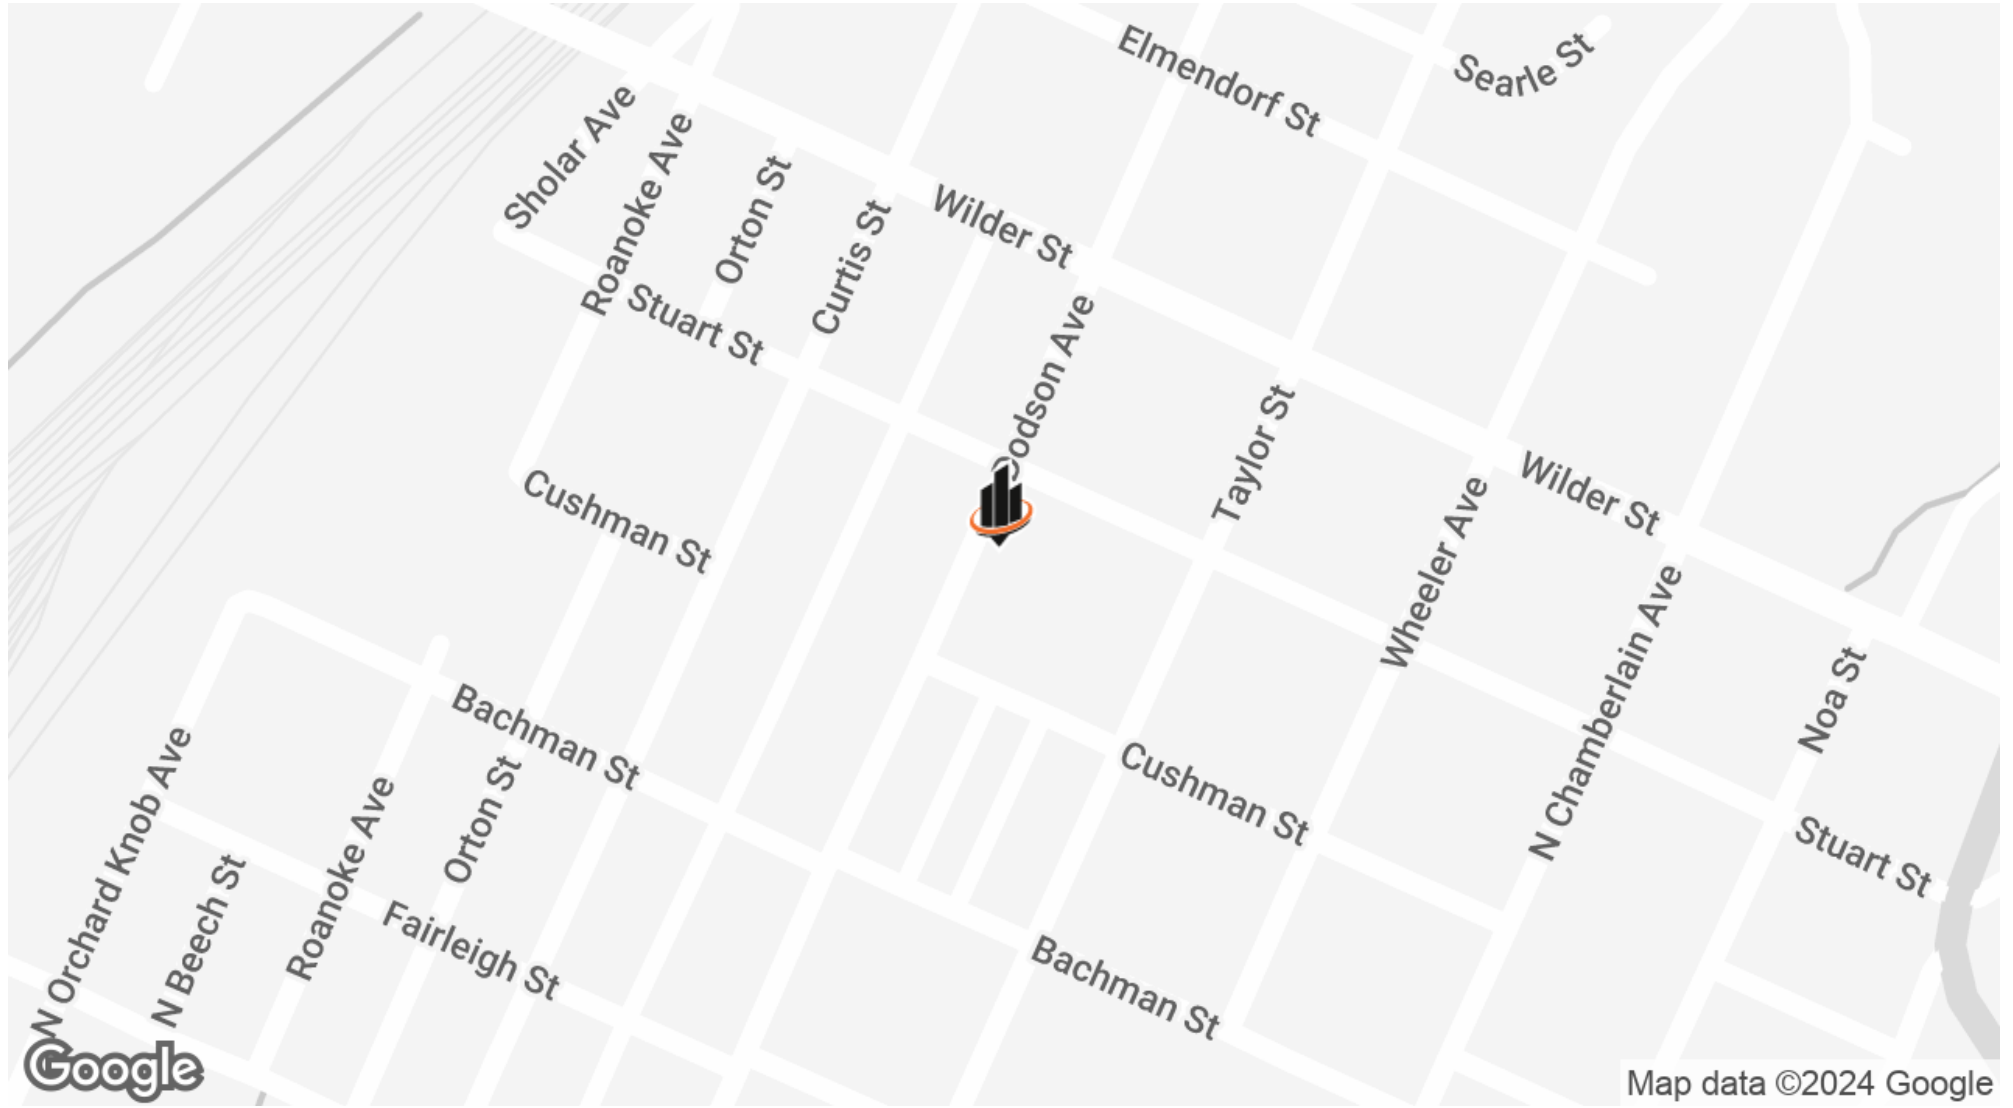 Elmendorf St
Searle St
Sholar Ave
Roanoke Ave
Orton St
Curtis St
Wilder St
Stuart St
odson Ave
Taylor St
Wilder St
Cushman St
Wheeler Ave
N Chamberlain Ave
Noa St
Bachman St
Cushman St
N Orchard Knob Ave
Orton St
Roanoke Ave
N Beech St
Stuart St
Fairleigh St
Bachman St
Google
Map data ©2024 Google